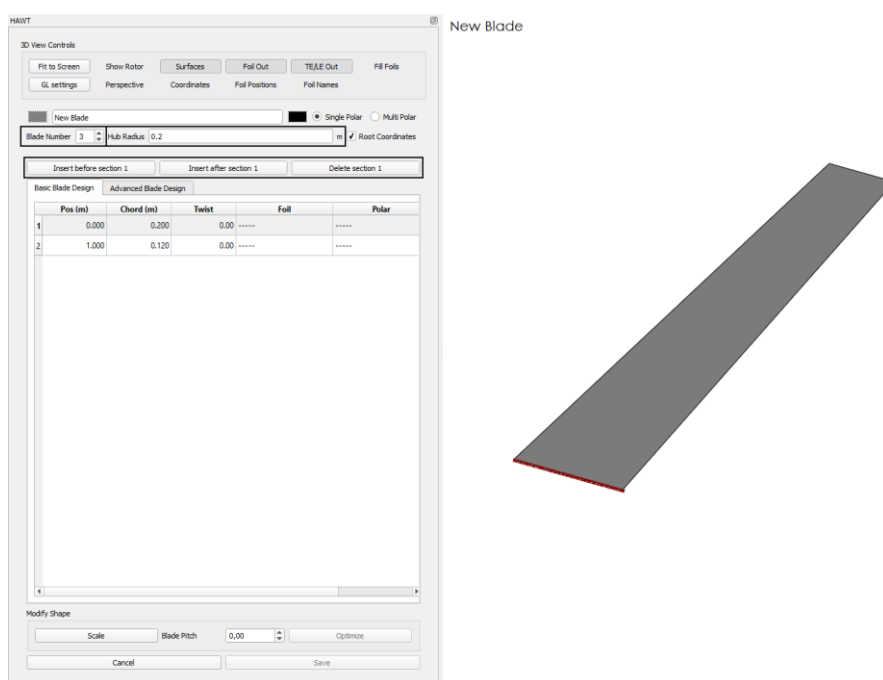 HAWT
New Blade
3D View Controls
Fit to Screen Show Rotor Surfaces Foil Out TE/LE Out Fill Foils
GL settings Perspective Coordinates Foil Positions Foil Names
New Blade Single Polar Multi Polar
Blade Number 3 Hub Radius 0.2 m Root Coordinates
Insert before section 1 Insert after section 1 Delete section 1
Basic Blade Design Advanced Blade Design
Pos (m) Chord (m) Twist Foil Polar
1 0.000 0.200 0.00 ----- -----
2 1.000 0.120 0.00 ----- -----
Modify Shape
Scale Blade Pitch 0,00 Optimize
Cancel Save